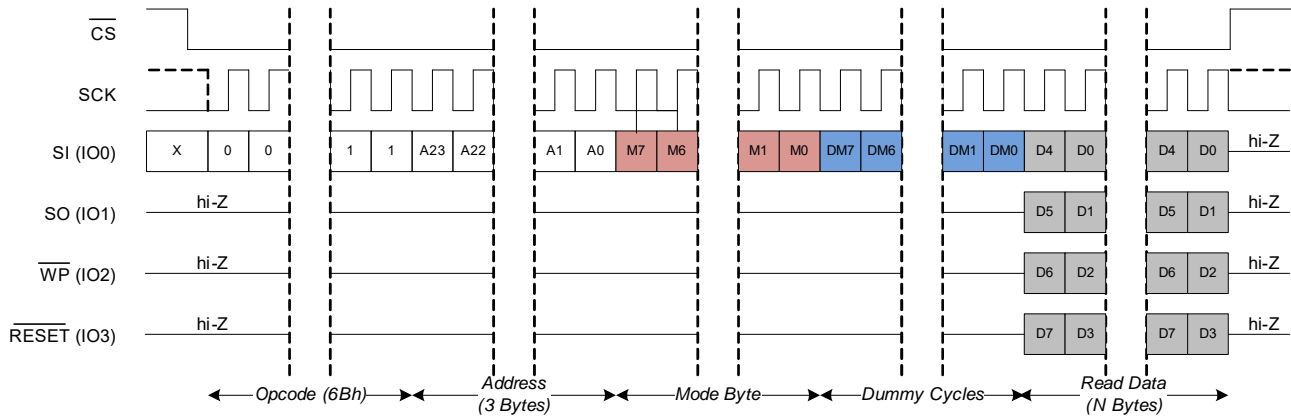 CS
SCK
SI (IO0) X 0 0 1 1 A23 A22 A1 A0 M7 M6 M1 M0 DM7 DM6 DM1 DM0 D4 D0 D4 D0 hi-Z
SO (IO1) hi-Z D5 D1 D5 D1 hi-Z
WP (IO2) hi-Z D6 D2 D6 D2 hi-Z
RESET (IO3) hi-Z D7 D3 D7 D3 hi-Z
Opcode (6Bh) Address Mode Byte Dummy Cycles Read Data
(3 Bytes) (N Bytes)